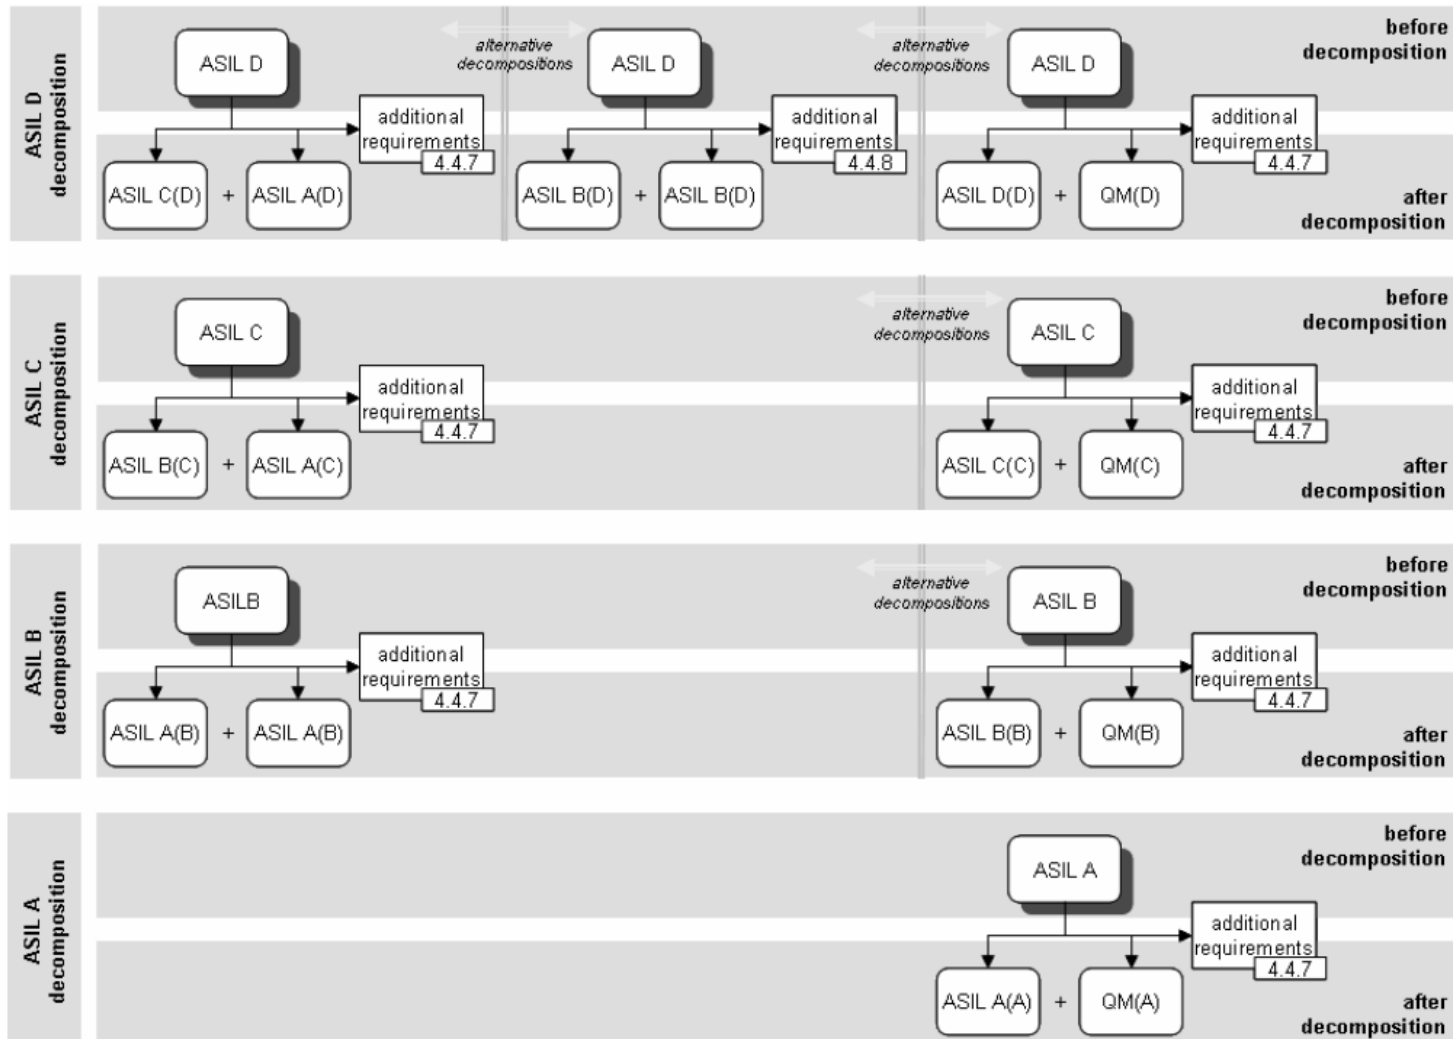 ASIL D
decomposition
ASIL D
alternative
decompositions
ASIL D
alternative
decompositions
ASIL D
before
decomposition
additional
requirements
4.4.7
additional
requirements
4.4.8
additional
requirements
4.4.7
ASIL C(D) + ASIL A(D)
ASIL B(D) + ASIL B(D)
ASIL D(D) + QM(D)
after
decomposition
ASIL C
decomposition
ASIL C
alternative
decompositions
ASIL C
before
decomposition
additional
requirements
4.4.7
additional
requirements
4.4.7
ASIL B(C) + ASIL A(C)
ASIL C(C) + QM(C)
after
decomposition
ASIL B
decomposition
ASILB
alternative
decompositions
ASIL B
before
decomposition
additional
requirements
4.4.7
additional
requirements
4.4.7
ASIL A(B) + ASIL A(B)
ASIL B(B) + QM(B)
after
decomposition
ASIL A
decomposition
ASIL A
before
decomposition
additional
requirements
4.4.7
ASIL A(A) + QM(A)
after
decomposition